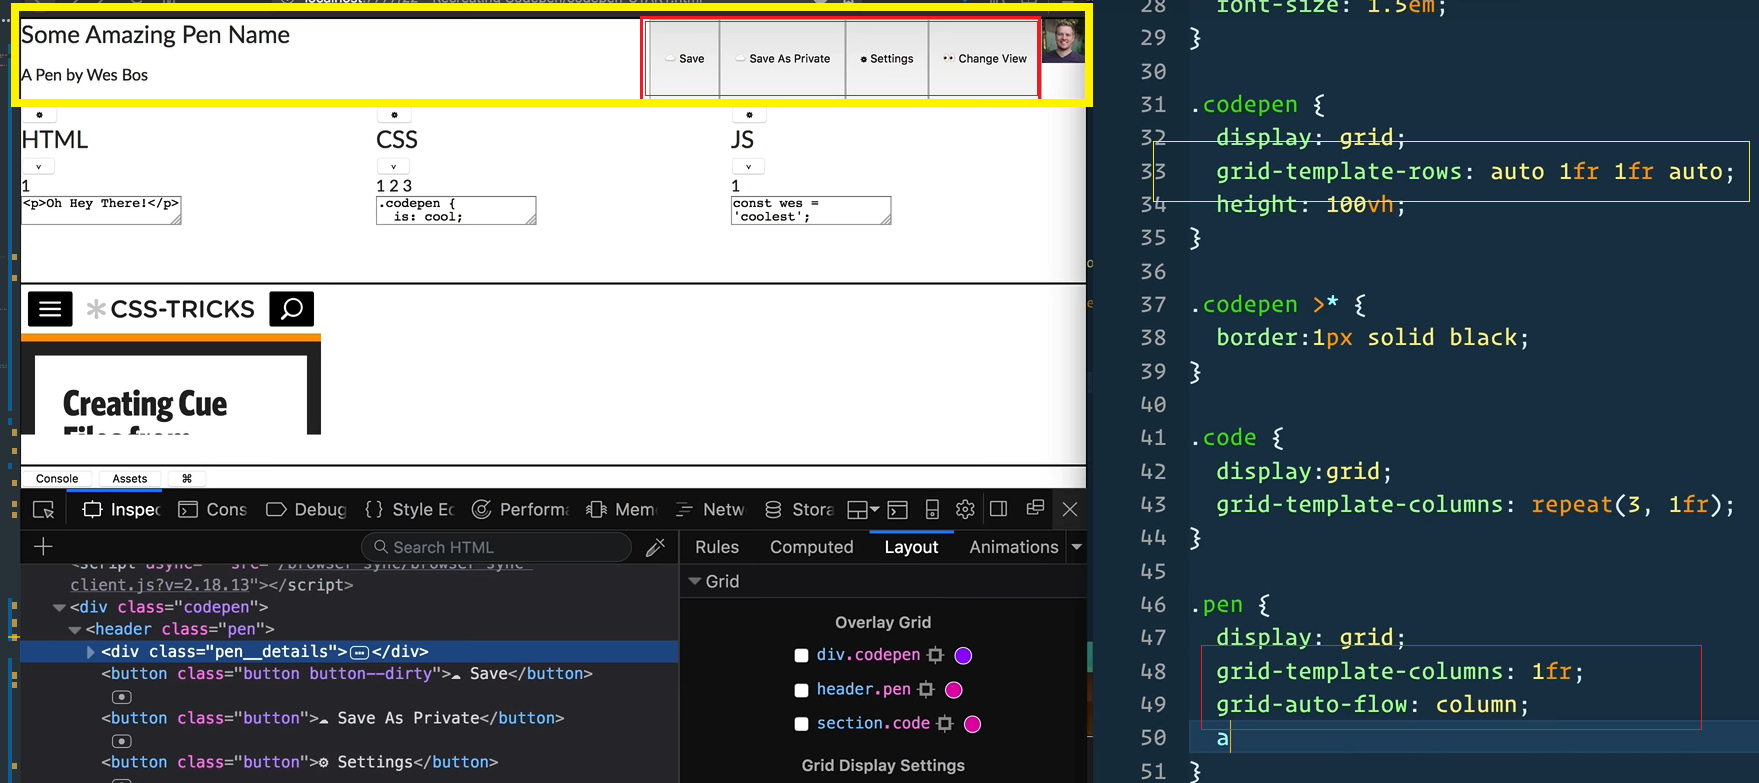 Some Amazing Pen Name
A Pen by Wes Bos
Save
Save As Private
Settings
Change View
HTML
CSS
JS
v
v
v
1
1 2 3
1
<p>Oh Hey There!</p>
.codepen {
is: cool;
const wes =
'coolest';
CSS-TRICKS
Creating Cue
Files from
Console
Assets
⌘
Inspec
Cons
Debug
Style Ec
Performa
Mem
Netw
Stora
Search HTML
client.js?v=2.18.13"></script>
<div class="codepen">
<header class="pen">
<div class="pen__details">…</div>
<button class="button button--dirty">☁ Save</button>
<button class="button">☁ Save As Private</button>
<button class="button">⚙ Settings</button>
Rules
Computed
Layout
Animations
Grid
Overlay Grid
div.codepen
header.pen
section.code
Grid Display Settings
28 font-size: 1.5em;
29 }
30
31 .codepen {
32 display: grid;
33 grid-template-rows: auto 1fr 1fr auto;
34 height: 100vh;
35 }
36
37 .codepen >* {
38 border:1px solid black;
39 }
40
41 .code {
42 display:grid;
43 grid-template-columns: repeat(3, 1fr);
44 }
45
46 .pen {
47 display: grid;
48 grid-template-columns: 1fr;
49 grid-auto-flow: column;
50 a
51 }